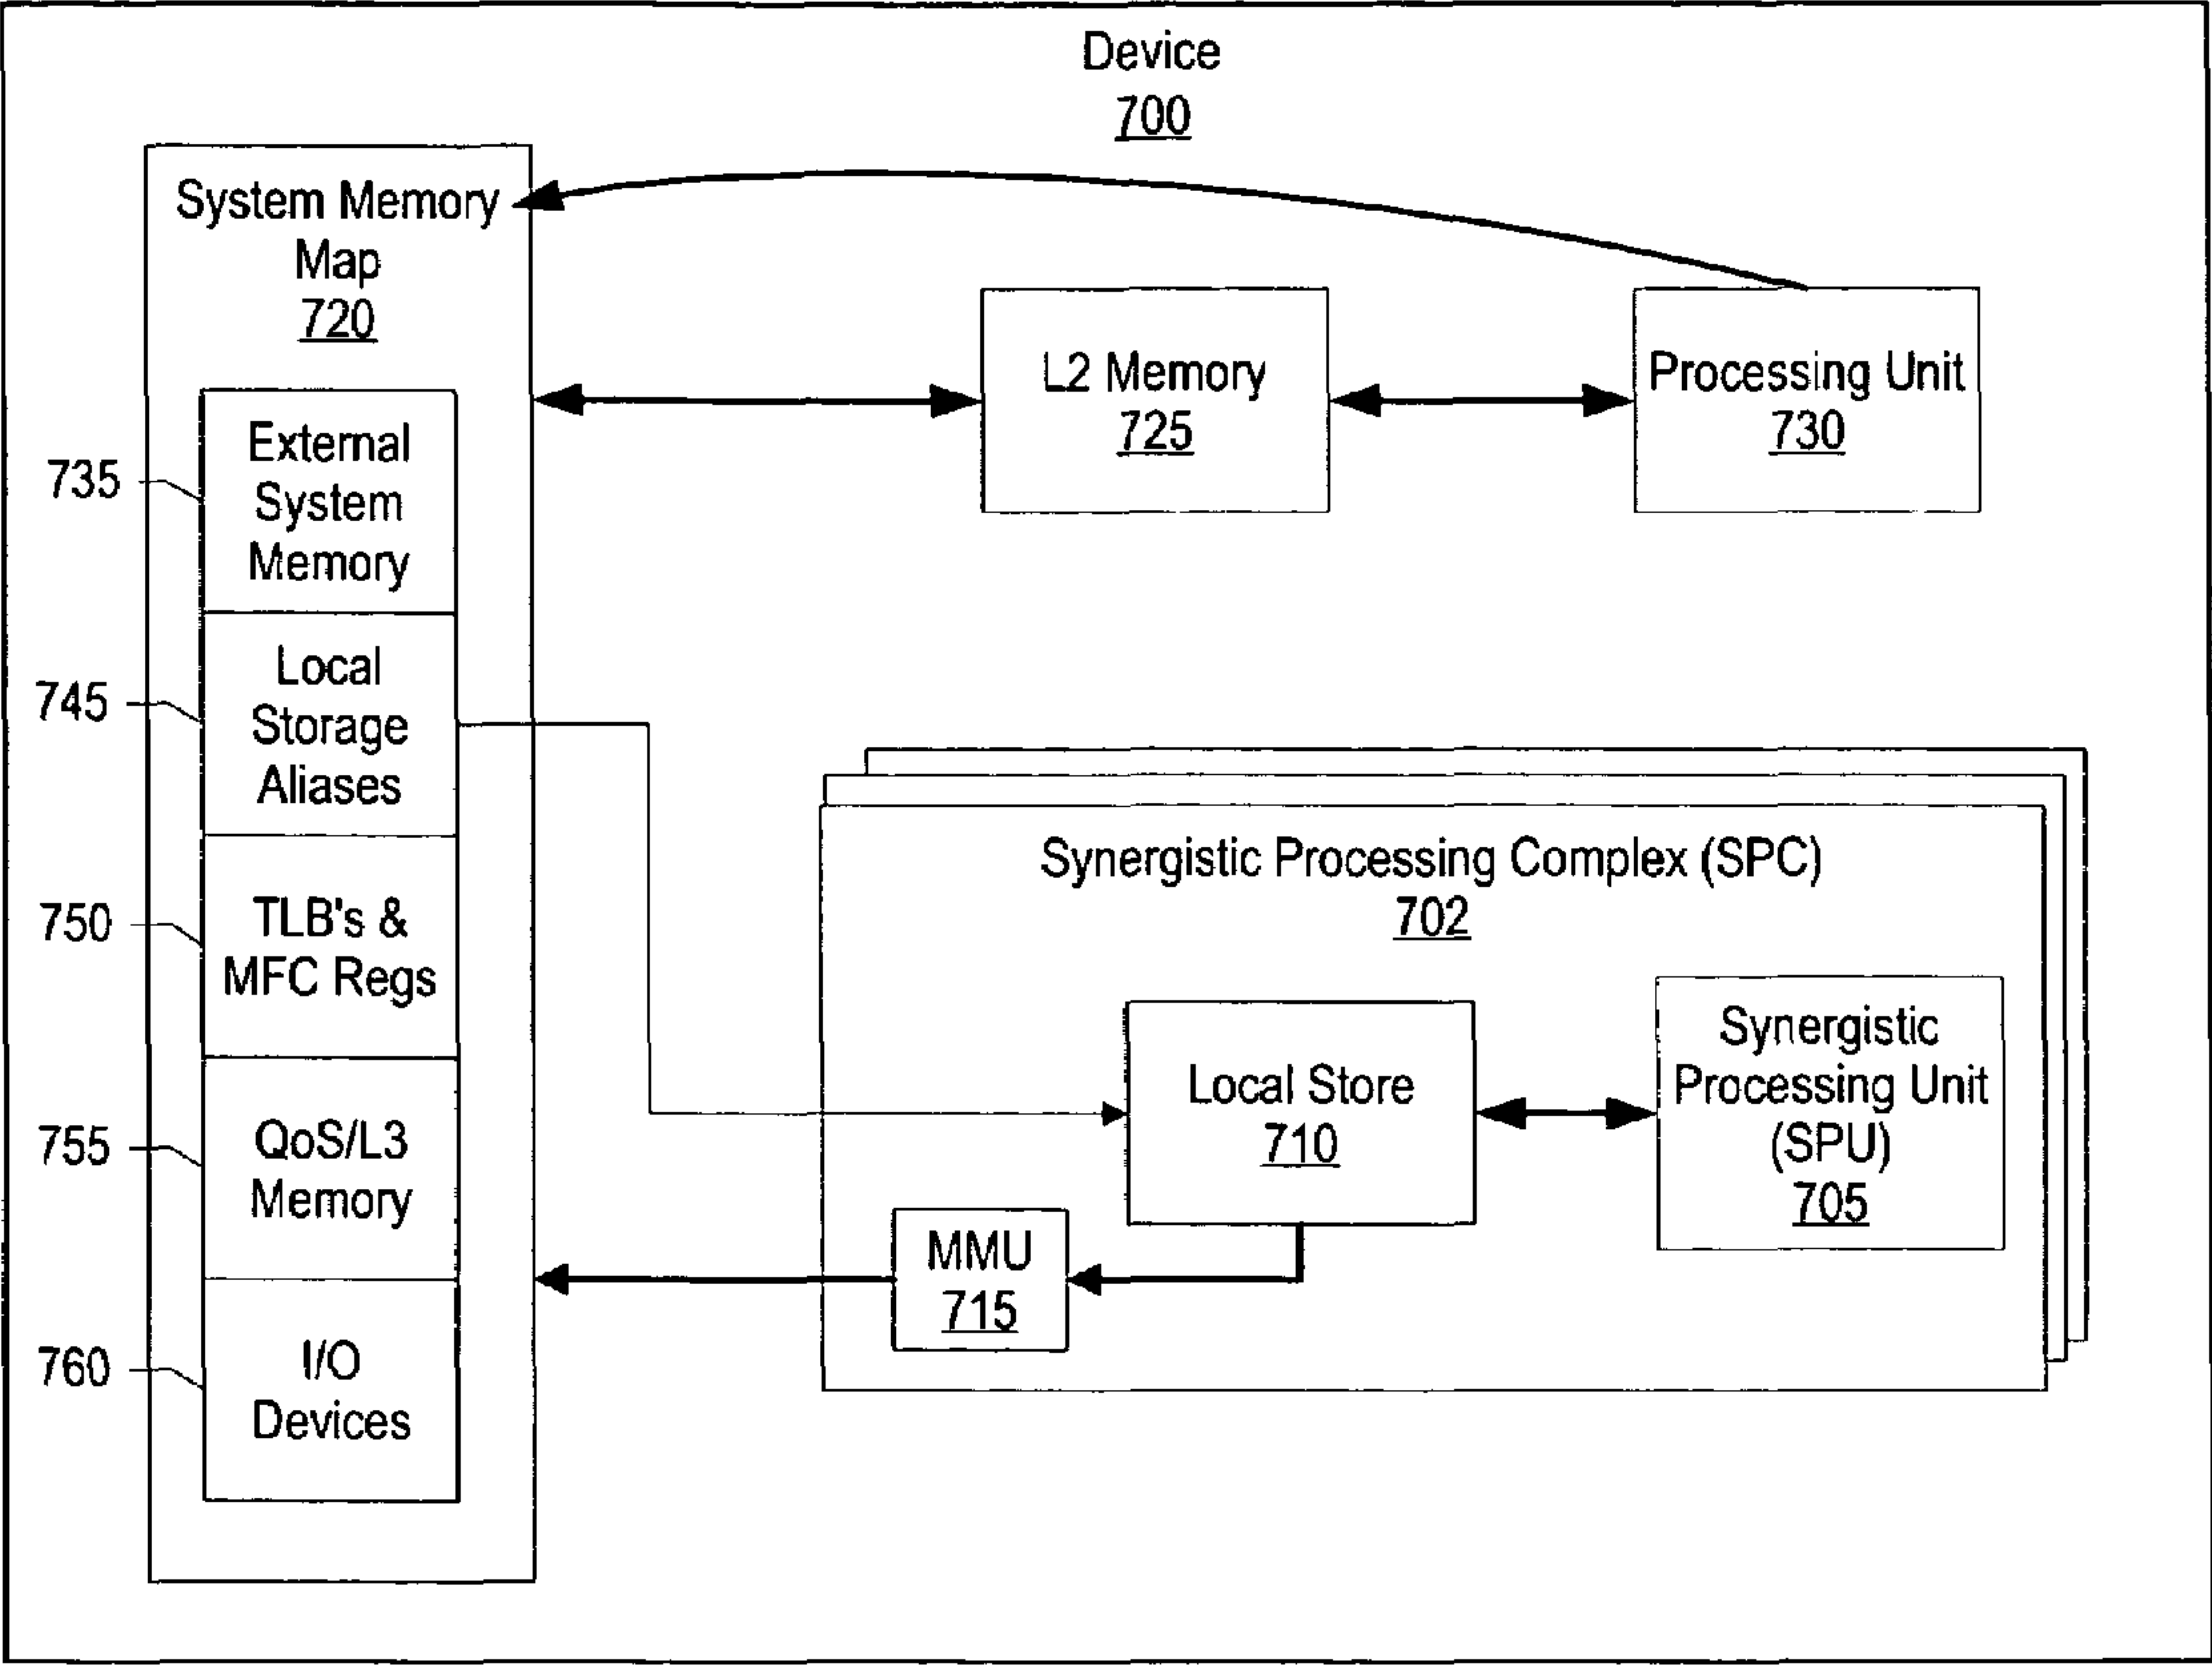 Device
700
System Memory
Map
720
External
System
Memory
735
Local
Storage
Aliases
745
TLB's &
MFC Regs
750
QoS/L3
Memory
755
I/O
Devices
760
L2 Memory
725
Processing Unit
730
Synergistic Processing Complex (SPC)
702
Local Store
710
Synergistic
Processing Unit
(SPU)
705
MMU
715